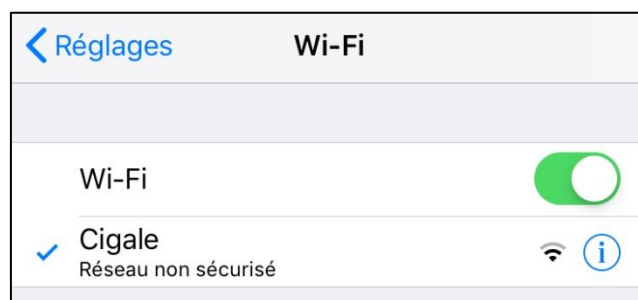 Réglages Wi-Fi
Wi-Fi
Cigale
Réseau non sécurisé